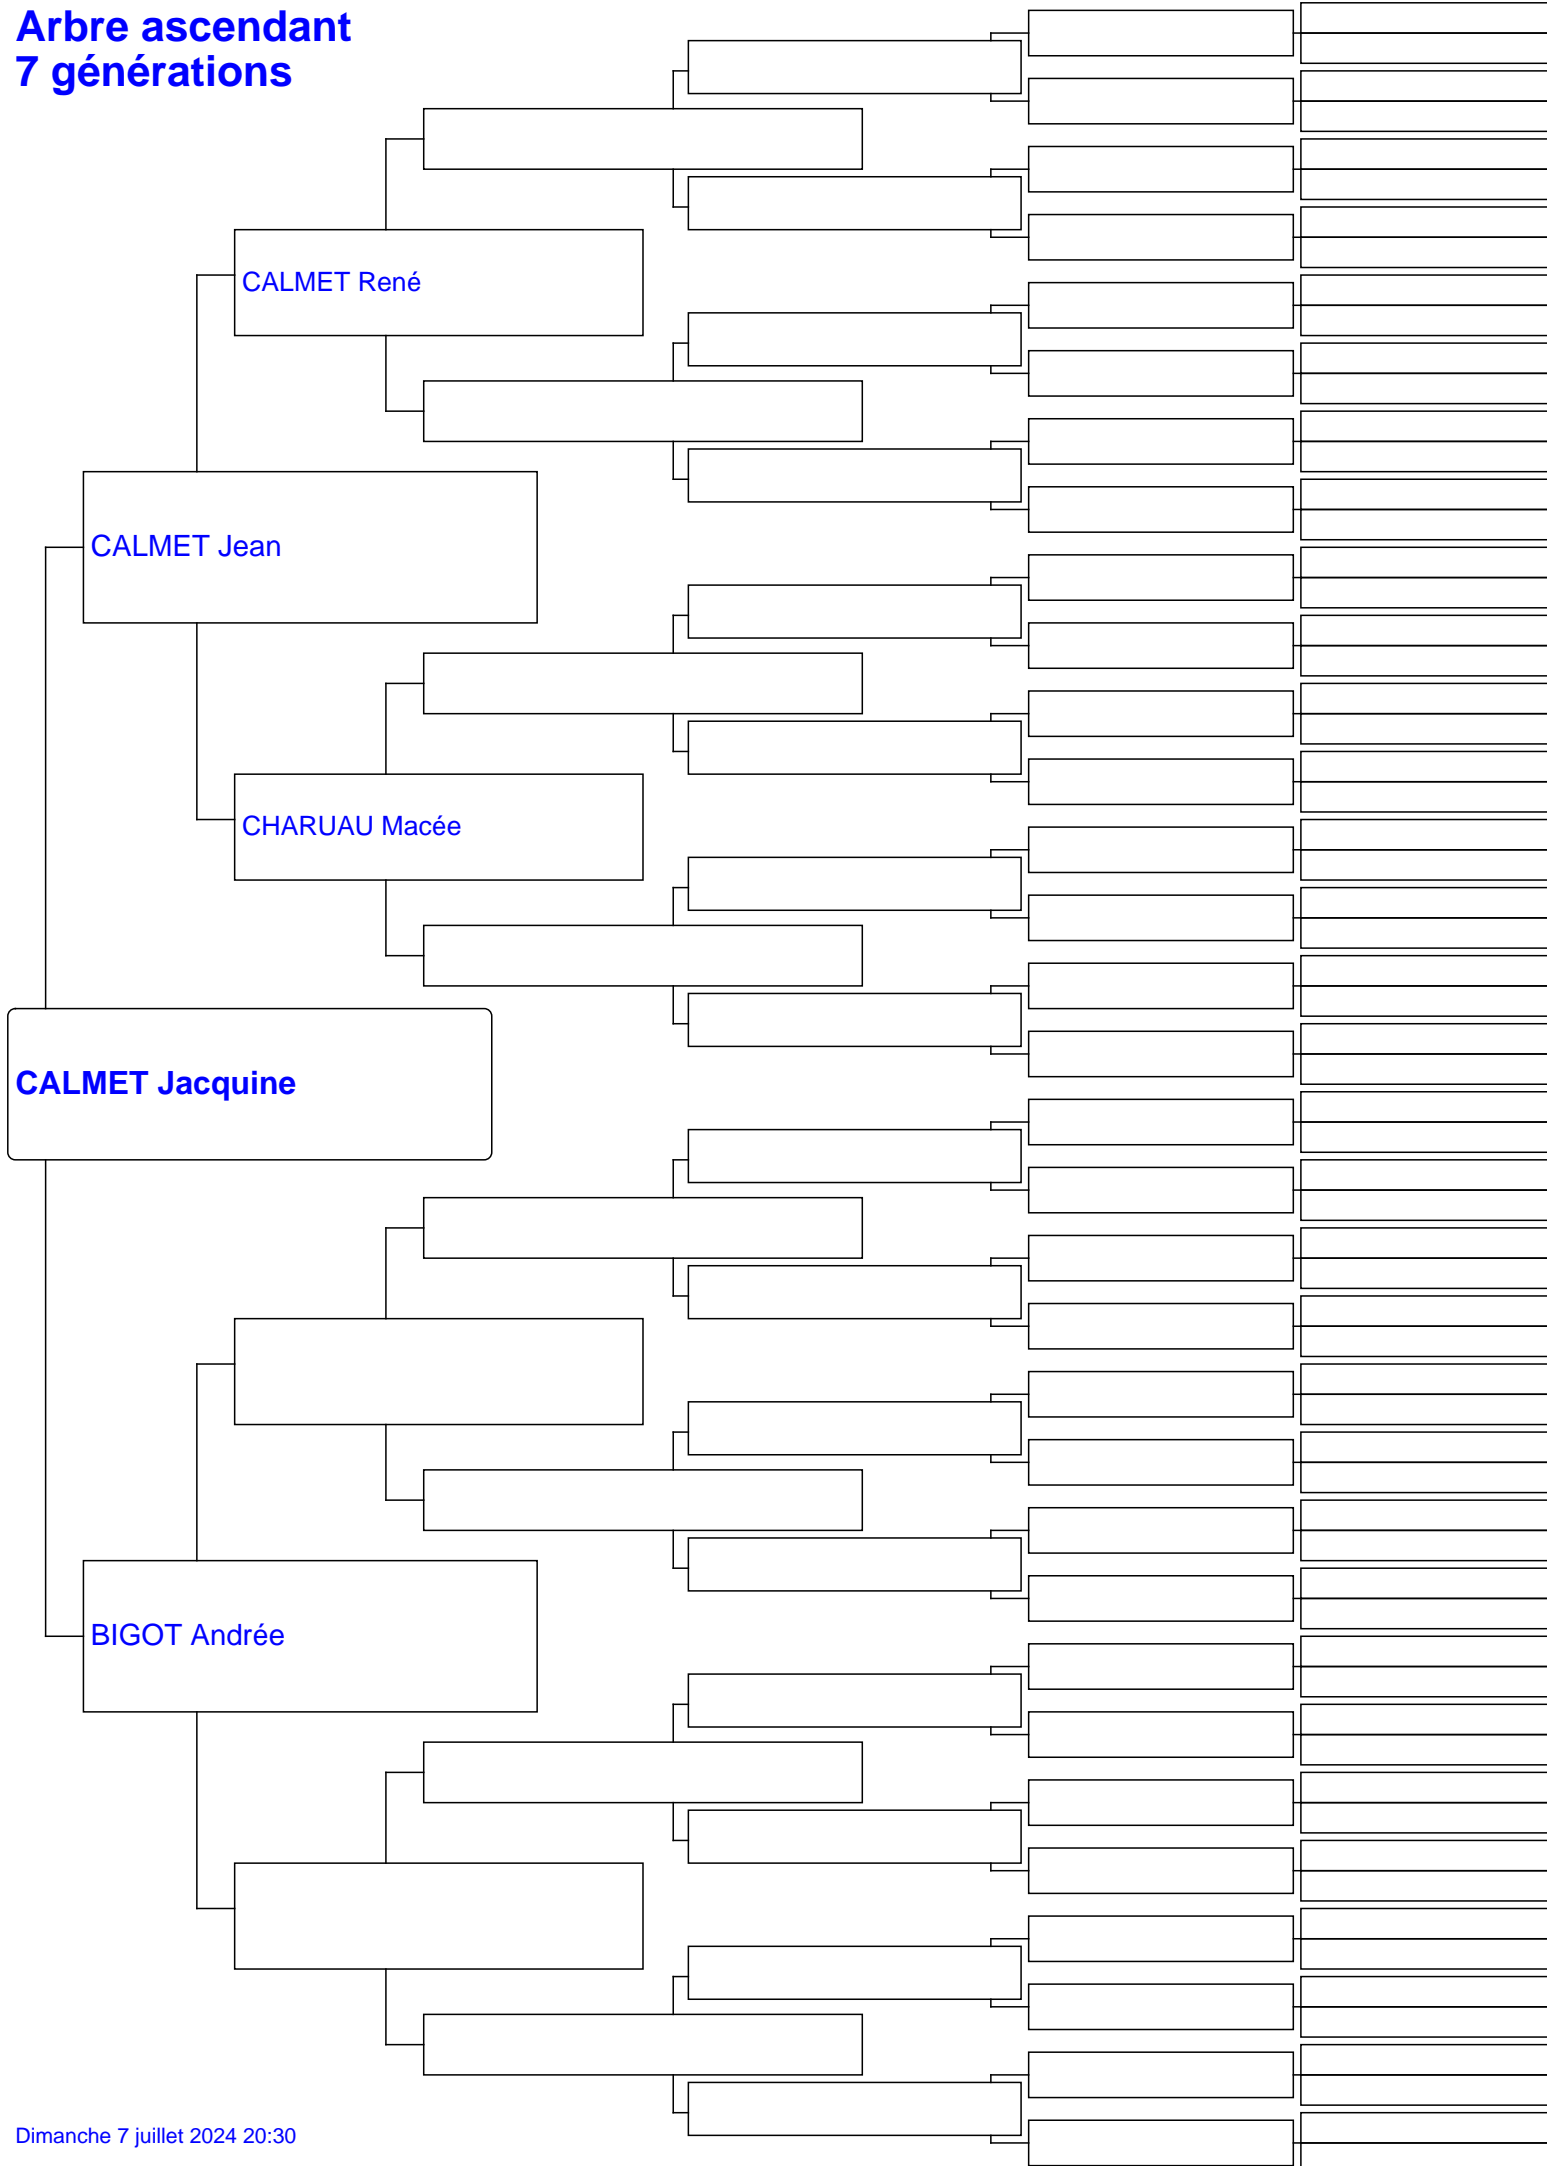 Arbre ascendant
7 générations
CALMET René
CALMET Jean
CHARUAU Macée
CALMET Jacquine
BIGOT Andrée
Dimanche 7 juillet 2024 20:30